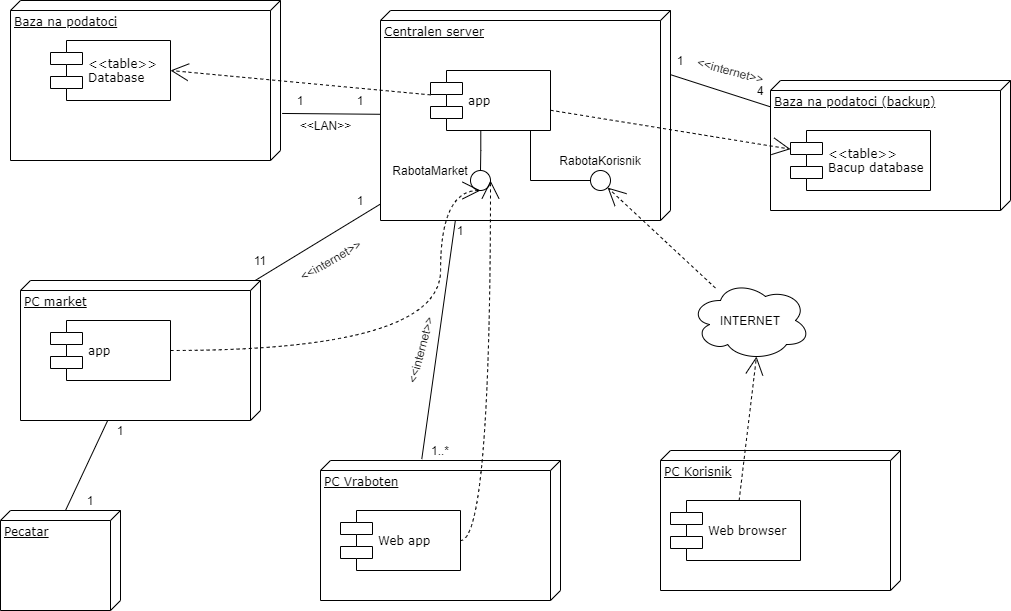 Baza na podatoci
<<table>>
Database
Centralen server
app
RabotaMarket
RabotaKorisnik
1
1
<<LAN>>
1
<<internet>>
4
Baza na podatoci (backup)
<<table>>
Bacup database
1
11
<<internet>>
1
<<internet>>
1..*
PC market
app
INTERNET
1
1
Pecatar
PC Vraboten
Web app
PC Korisnik
Web browser